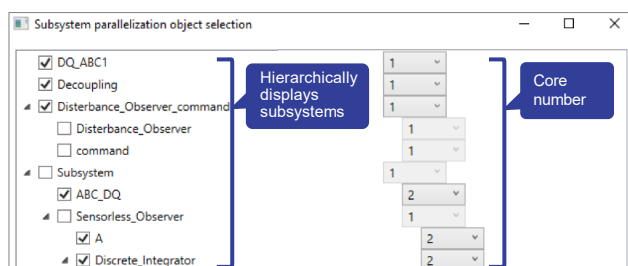 Subsystem parallelization object selection
DQ_ABC1 1
Decoupling 1
Disterbance_Observer_command 1
Disterbance_Observer 1
command 1
Subsystem 1
ABC_DQ 2
Sensorless_Observer 1
A 2
Discrete_Integrator 2
Hierarchically
displays
subsystems
Core
number